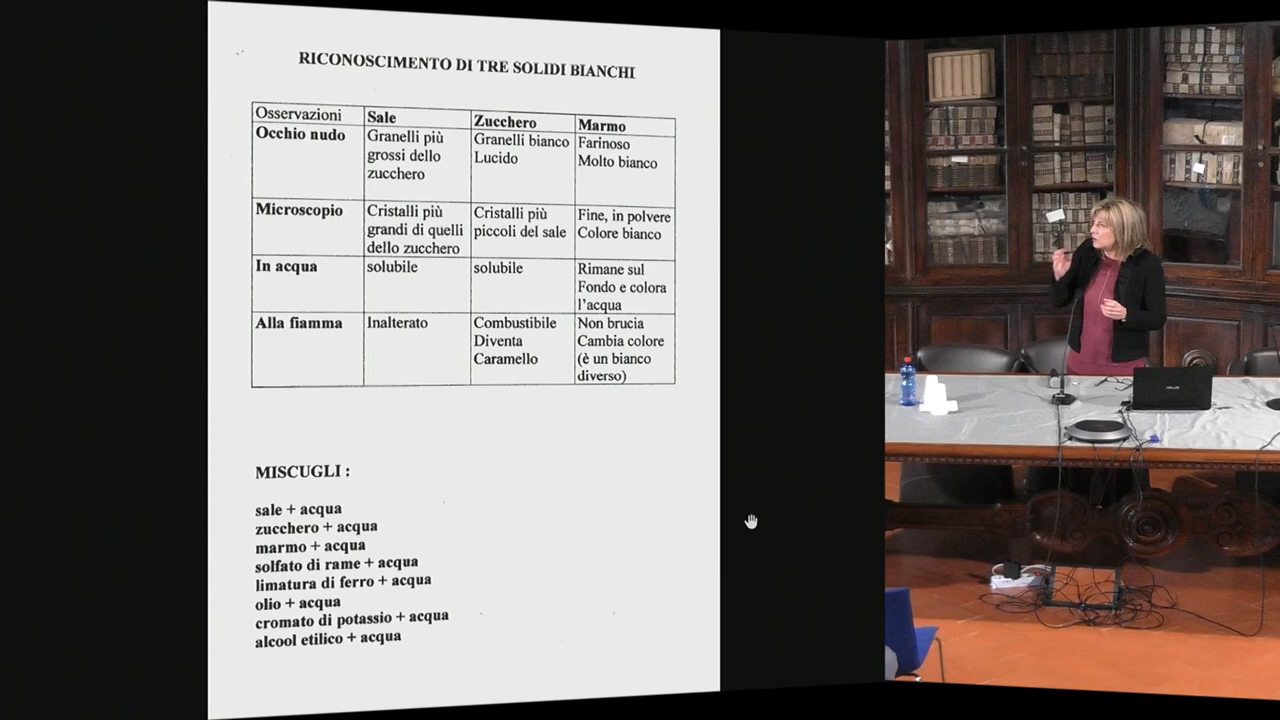 RICONOSCIMENTO DI TRE SOLIDI BIANCHI
Osservazioni Sale Zucchero Marmo
Occhio nudo Granelli più Granelli bianco Farinoso
grossi dello Lucido Molto bianco
zucchero
Microscopio Cristalli più Cristalli più Fine, in polvere
grandi di quelli piccoli del sale Colore bianco
dello zucchero
In acqua solubile solubile Rimane sul
Fondo e colora
l'acqua
Alla fiamma Inalterato Combustibile Non brucia
Diventa Cambia colore
Caramello (è un bianco
diverso)
MISCUGLI :
sale + acqua
zucchero + acqua
marmo + acqua
solfato di rame + acqua
limatura di ferro + acqua
olio + acqua
cromato di potassio + acqua
alcool etilico + acqua
ASUS